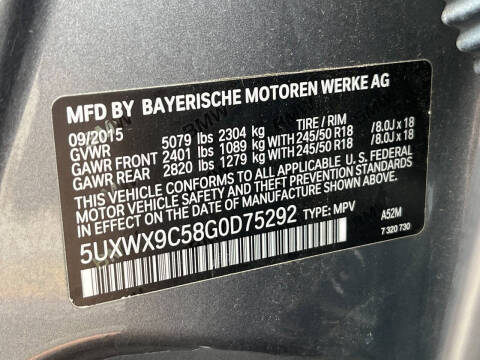 MFD BY BAYERISCHE MOTOREN WERKE AG
09/2015 TIRE / RIM
GVWR 5079 lbs 2304 kg
GAWR FRONT 2401 lbs 1089 kg WITH 245/50 R18 /8.0J x 18
GAWR REAR 2820 lbs 1279 kg WITH 245/50 R18 /8.0J x 18
THIS VEHICLE CONFORMS TO ALL APPLICABLE U.S. FEDERAL
MOTOR VEHICLE SAFETY, BUMPER, AND THEFT PREVENTION STANDARDS
IN EFFECT ON THE DATE OF MANUFACTURE SHOWN ABOVE.
5UXWX9C58G0D75292 TYPE: MPV A52M
7 320 730